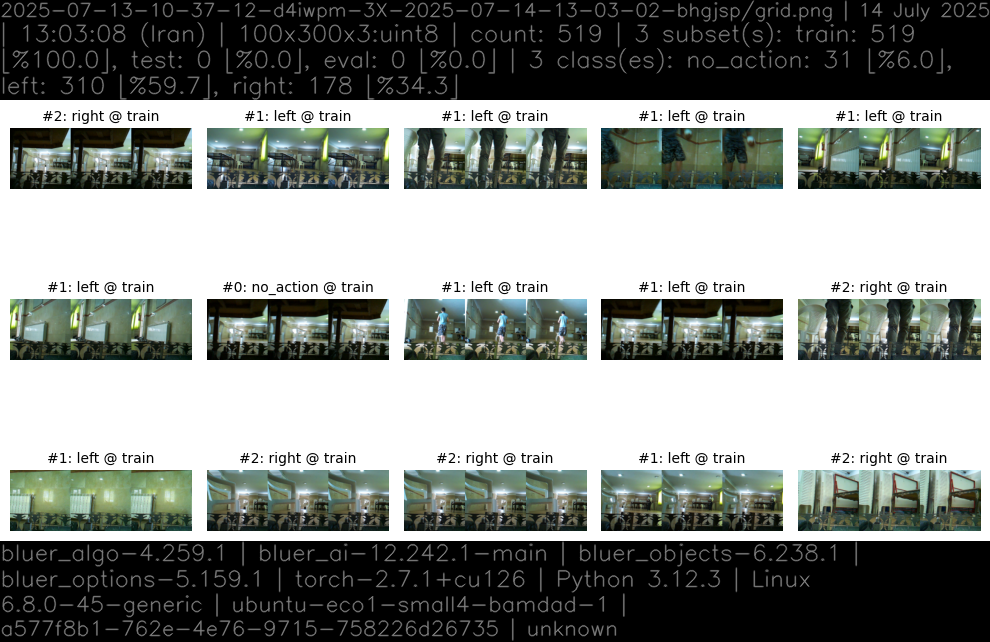 2025-07-13-10-37-12-d4iwpm-3X-2025-07-14-13-03-02-bhgjsp/grid.png | 14 July 2025
| 13:03:08 (Iran) | 100x300x3:uint8 | count: 519 | 3 subset(s): train: 519
[%100.0], test: 0 [%0.0], eval: 0 [%0.0] | 3 class(es): no_action: 31 [%6.0],
left: 310 [%59.7], right: 178 [%34.3]
#2: right @ train #1: left @ train #1: left @ train #1: left @ train #1: left @ train
#1: left @ train #0: no_action @ train #1: left @ train #1: left @ train #2: right @ train
#1: left @ train #2: right @ train #2: right @ train #1: left @ train #2: right @ train
bluer_algo-4.259.1 | bluer_ai-12.242.1-main | bluer_objects-6.238.1 |
bluer_options-5.159.1 | torch-2.7.1+cu126 | Python 3.12.3 | Linux
6.8.0-45-generic | ubuntu-eco1-small4-bamdad-1 |
a577f8b1-762e-4e76-9715-758226d26735 | unknown